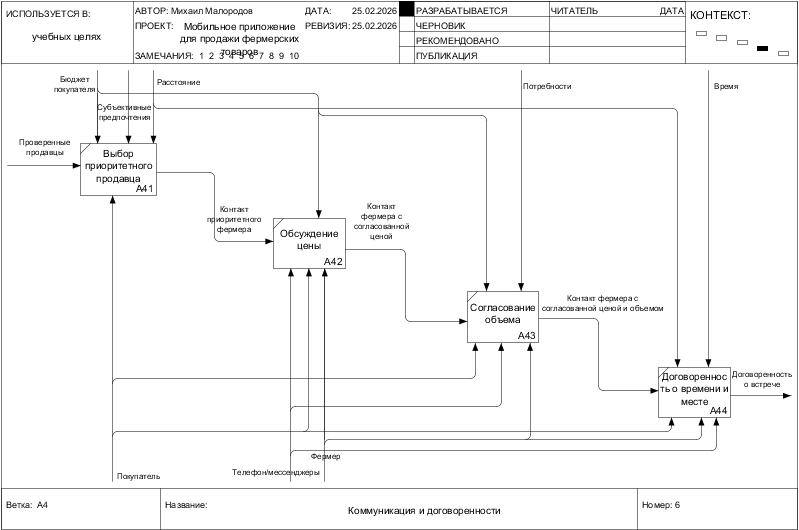 ИСПОЛЬЗУЕТСЯ В:
учебных целях
АВТОР: Михаил Малородов
ДАТА: 25.02.2026
ПРОЕКТ: Мобильное приложение
для продажи фермерских
товаров
РЕВИЗИЯ: 25.02.2026
ЗАМЕЧАНИЯ: 1 2 3 4 5 6 7 8 9 10
РАЗРАБАТЫВАЕТСЯ
ЧЕРНОВИК
РЕКОМЕНДОВАНО
ПУБЛИКАЦИЯ
ЧИТАТЕЛЬ
ДАТА
КОНТЕКСТ:
Бюджет
покупателя
Субъективные
предпочтения
Расстояние
Потребности
Время
Проверенные
продавцы
Выбор
приоритетного
продавца
A41
Контакт
приоритетного
фермера
Обсуждение
цены
A42
Контакт
фермера с
согласованной
ценой
Согласование
объема
A43
Контакт фермера с
согласованной ценой и объемом
Договореннос
ть о времени и
месте
A44
Договоренность
о встрече
Покупатель
Телефон/мессенджеры
Фермер
Ветка: A4
Название:
Коммуникация и договоренности
Номер: 6